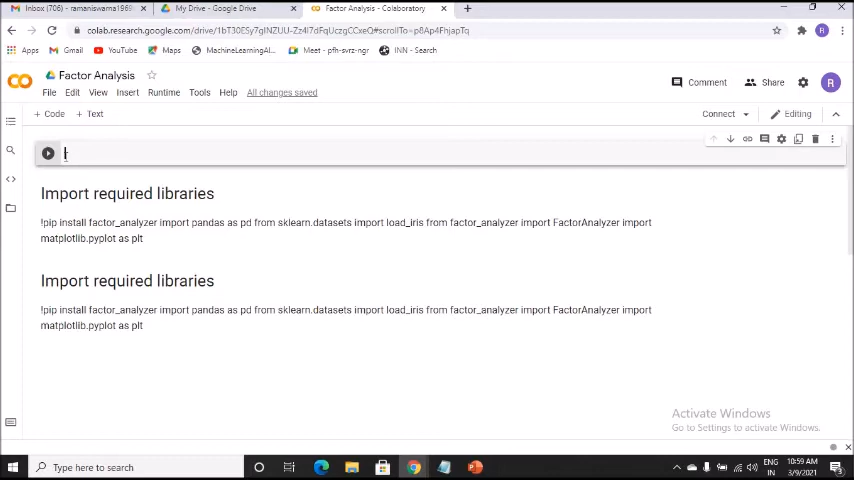 Inbox (706) - ramaniswarna1969
My Drive - Google Drive
Factor Analysis - Colaboratory
colab.research.google.com/drive/1bT30ESy7gINZUU-Zz4I7dFqUczgCCxeQ#scrollTo=p8Ap4FhjapTq
Apps
Gmail
YouTube
Maps
MachineLearningAI...
Meet - pfh-svrz-ngr
INN - Search
Factor Analysis
Comment
Share
R
File Edit View Insert Runtime Tools Help All changes saved
+ Code + Text
Connect
Editing
Import required libraries
!pip install factor_analyzer import pandas as pd from sklearn.datasets import load_iris from factor_analyzer import FactorAnalyzer import
matplotlib.pyplot as plt
Import required libraries
!pip install factor_analyzer import pandas as pd from sklearn.datasets import load_iris from factor_analyzer import FactorAnalyzer import
matplotlib.pyplot as plt
Activate Windows
Go to Settings to activate Windows.
Type here to search
ENG
IN
10:59 AM
3/9/2021